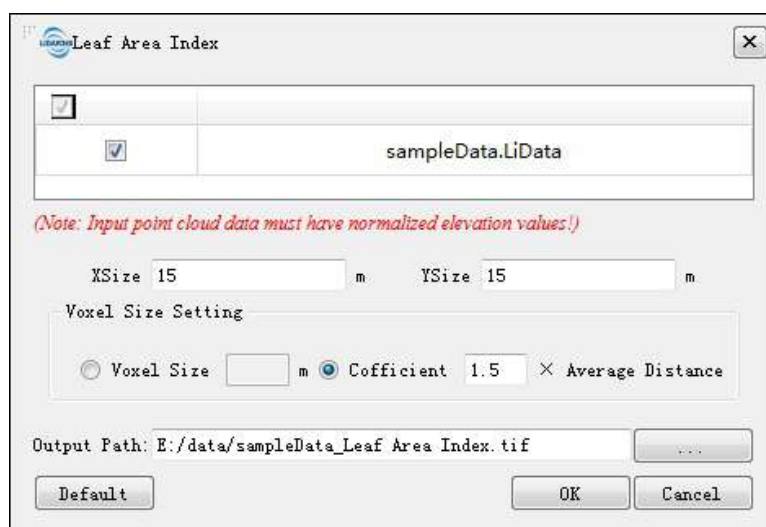 Leaf Area Index
sampleData.LiData
(Note: Input point cloud data must have normalized elevation values!)
XSize 15 m YSize 15 m
Voxel Size Setting
Voxel Size m Cofficient 1.5 × Average Distance
Output Path: E:/data/sampleData_Leaf Area Index.tif ...
Default OK Cancel